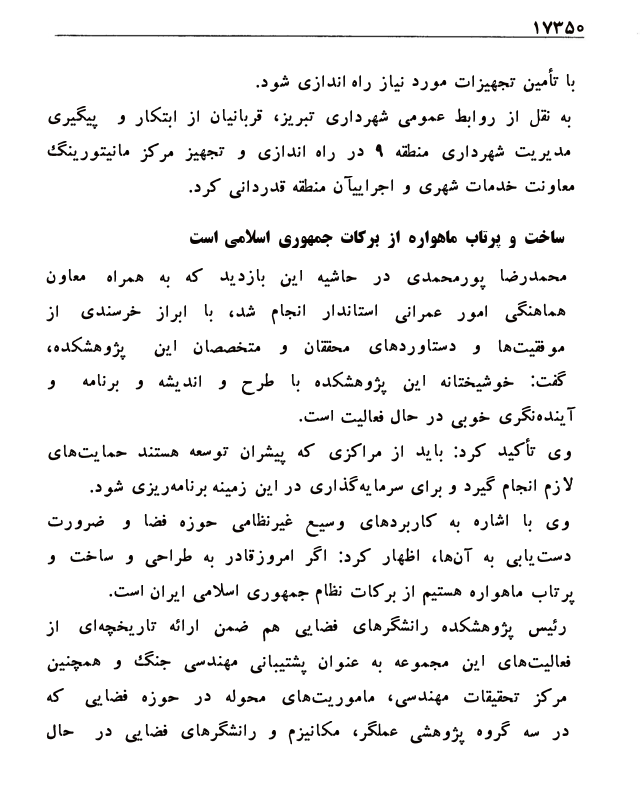 ۱۷۳۵۰
با تأمین تجهیزات مورد نیاز راه اندازی شود.
به نقل از روابط عمومی شهرداری تبریز، قربانیان از ابتکار و پیگیری
مدیریت شهرداری منطقه ۹ در راه اندازی و تجهیز مرکز مانیتورینگ
معاونت خدمات شهری و اجراییآن منطقه قدردانی کرد.
ساخت و پرتاب ماهواره از برکات جمهوری اسلامی است
محمدرضا پورمحمدی در حاشیه این بازدید که به همراه معاون
هماهنگی امور عمرانی استاندار انجام شد، با ابراز خرسندی از
موفقیت‌ها و دستاوردهای محققان و متخصصان این پژوهشکده،
گفت: خوشبختانه این پژوهشکده با طرح و اندیشه و برنامه و
آینده‌نگری خوبی در حال فعالیت است.
وی تأکید کرد: باید از مراکزی که پیشران توسعه هستند حمایت‌های
لازم انجام گیرد و برای سرمایه‌گذاری در این زمینه برنامه‌ریزی شود.
وی با اشاره به کاربردهای وسیع غیرنظامی حوزه فضا و ضرورت
دست‌یابی به آن‌ها، اظهار کرد: اگر امروزقادر به طراحی و ساخت و
پرتاب ماهواره هستیم از برکات نظام جمهوری اسلامی ایران است.
رئیس پژوهشکده رانشگرهای فضایی هم ضمن ارائه تاریخچه‌ای از
فعالیت‌های این مجموعه به عنوان پشتیبانی مهندسی جنگ و همچنین
مرکز تحقیقات مهندسی، ماموریت‌های محوله در حوزه فضایی که
در سه گروه پژوهشی عملگر، مکانیزم و رانشگرهای فضایی در حال